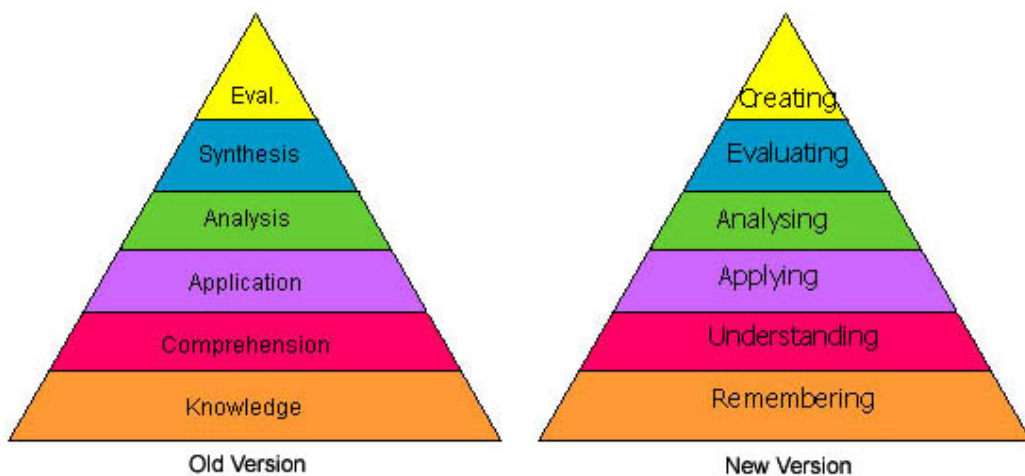 Eval.
Synthesis
Analysis
Application
Comprehension
Knowledge
Old Version
Creating
Evaluating
Analysing
Applying
Understanding
Remembering
New Version